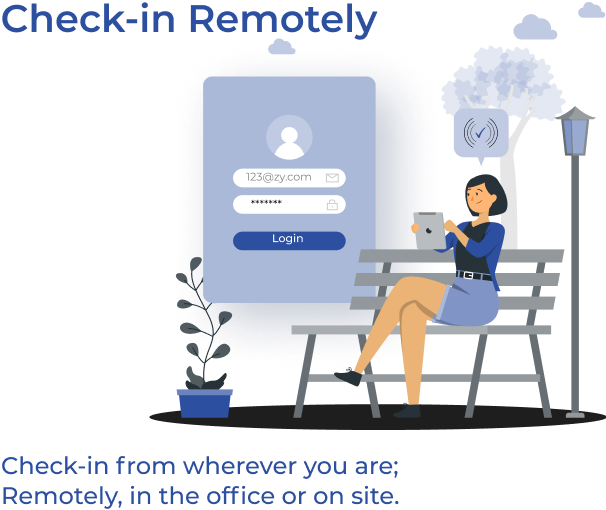 Check-in Remotely
123@zy.com
*******
Login
Check-in from wherever you are;
Remotely, in the office or on site.